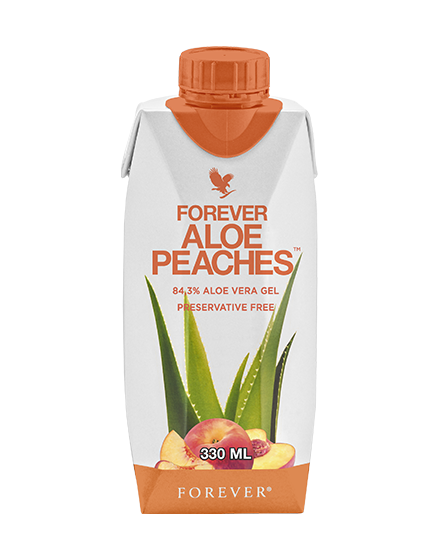 FOREVER
ALOE
PEACHES™
84,3% ALOE VERA GEL
PRESERVATIVE FREE
330 ML
FOREVER®